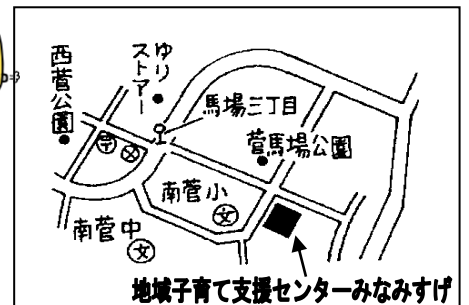 西菅公園
ゆり
ストアー
馬場三丁目
菅馬場公園
〒
南菅小
文
南菅中
文
地域子育て支援センターみなみすげ